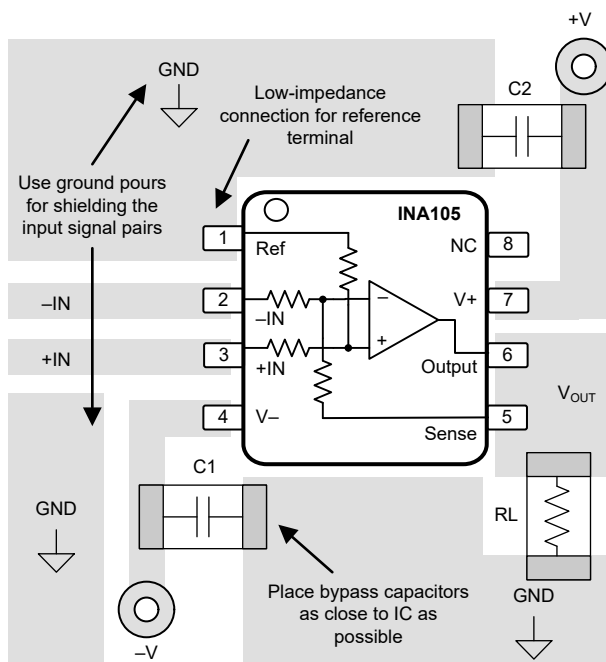 +V
GND
C2
Low-impedance
connection for reference
terminal
Use ground pours
for shielding the
input signal pairs
INA105
1
Ref
NC
8
–IN
2
–IN
V+
7
+IN
3
+IN
–
+
Output
6
4
V–
Sense
5
VOUT
C1
GND
RL
Place bypass capacitors
as close to IC as
possible
GND
–V